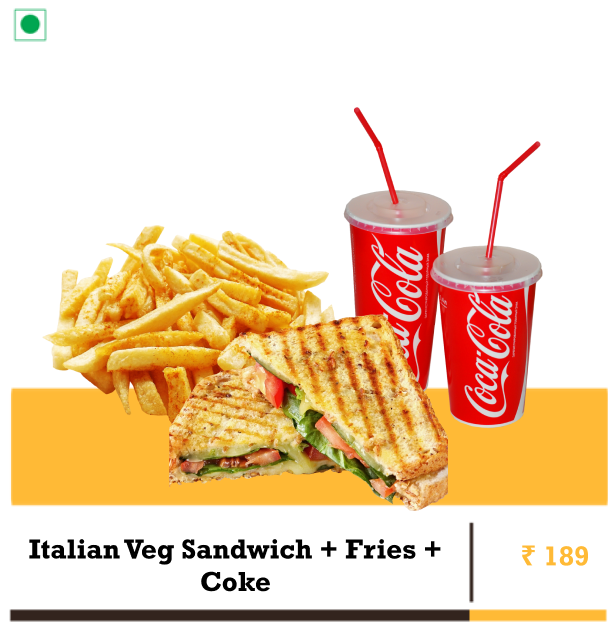 Coca-Cola
Coca-Cola
Italian Veg Sandwich + Fries +
Coke
₹ 189